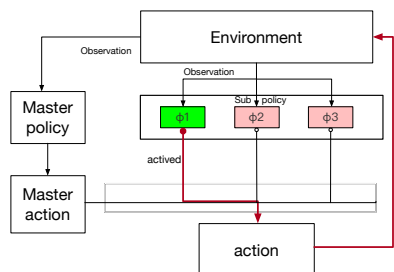 Environment
Observation
Observation
Sub policy
Master
policy
ϕ1
ϕ2
ϕ3
actived
Master
action
action